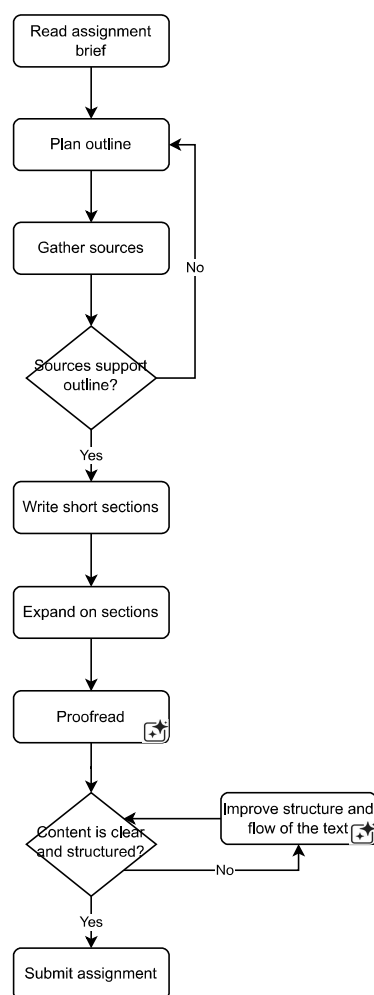 Read assignment
brief
Plan outline
Gather sources
No
Sources support
outline?
Yes
Write short sections
Expand on sections
Proofread
Improve structure and
flow of the text
Content is clear
and structured?
No
Yes
Submit assignment